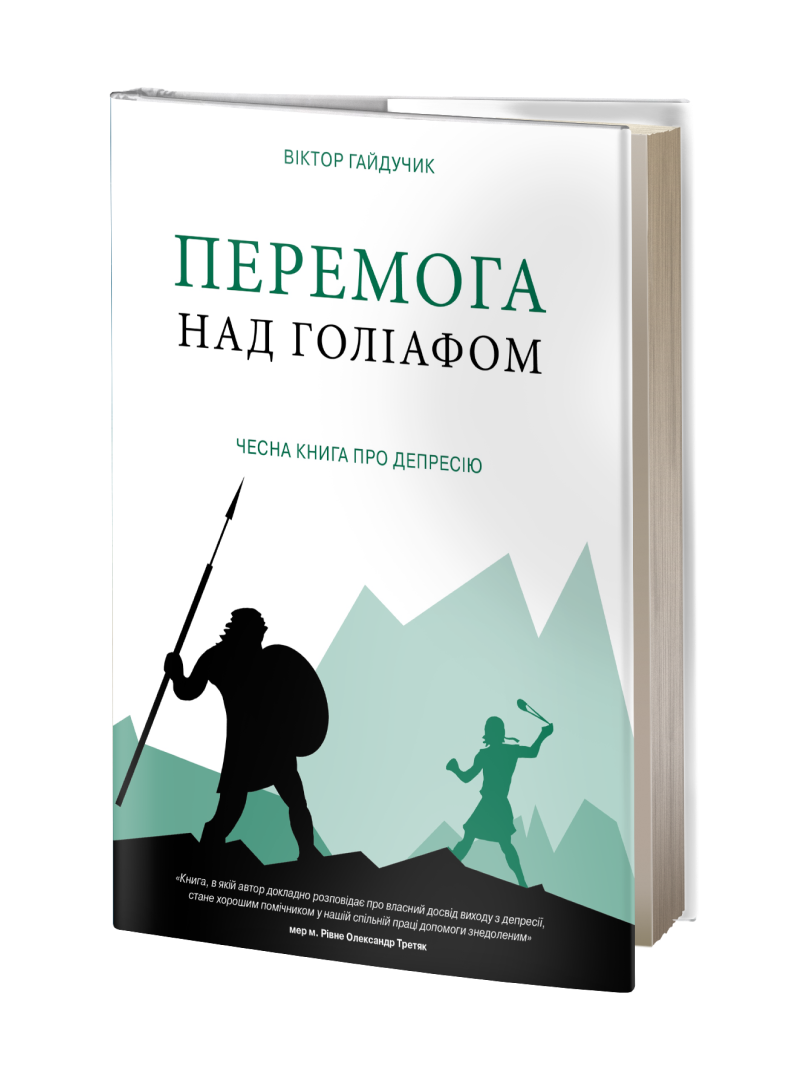 ВІКТОР ГАЙДУЧИК
ПЕРЕМОГА
НАД ГОЛІАФОМ
ЧЕСНА КНИГА ПРО ДЕПРЕСІЮ
«Книга, в якій автор докладно розповідає про власний досвід виходу з депресії,
стане хорошим помічником у нашій спільній праці допомоги знедоленим»
мер м. Рівне Олександр Третяк